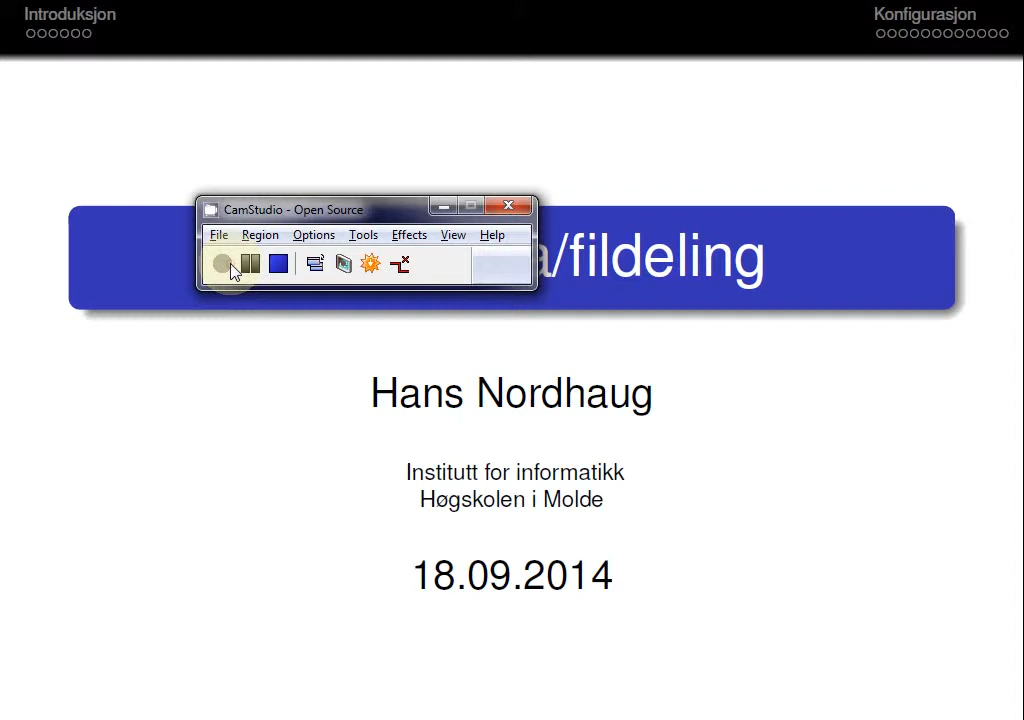 Introduksjon
Konfigurasjon
CamStudio - Open Source
File Region Options Tools Effects View Help
/fildeling
Hans Nordhaug
Institutt for informatikk
Høgskolen i Molde
18.09.2014